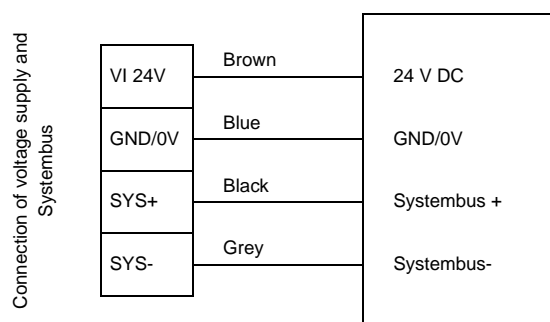 Connection of voltage supply and
Systembus
VI 24V
Brown
24 V DC
GND/0V
Blue
GND/0V
SYS+
Black
Systembus +
SYS-
Grey
Systembus-